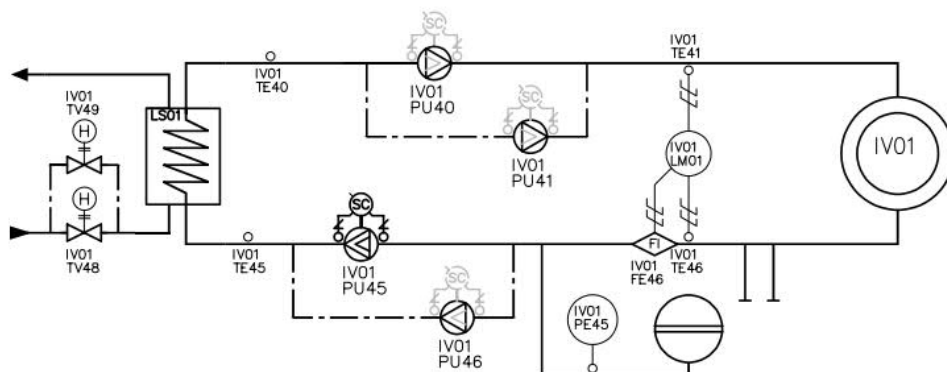 SC
IV01
TE40
IV01
PU40
SC
IV01
PU41
IV01
TE41
IV01
LM01
IV01
IV01
TV49
H
LS01
H
IV01
TV48
IV01
TE45
SC
IV01
PU45
SC
IV01
PU46
FI
IV01
FE46
IV01
TE46
IV01
PE45